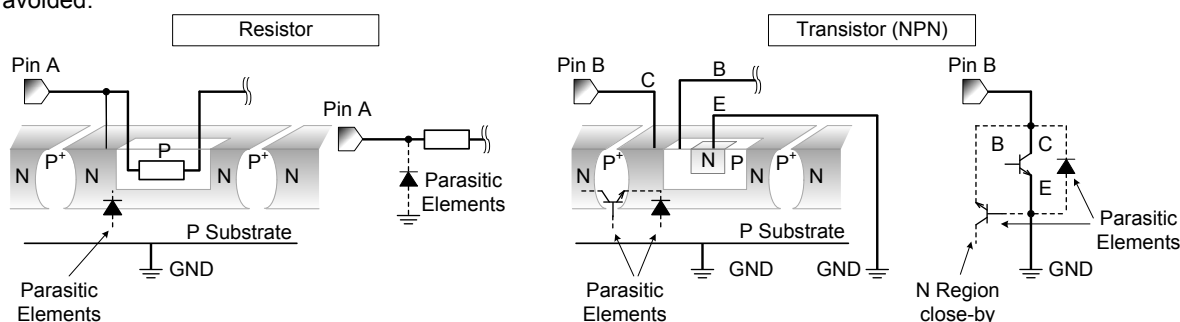 avoided.
Resistor
Transistor (NPN)
Pin A
Pin A
N
P+
N
P
N
P+
N
Parasitic
Elements
P Substrate
GND
Parasitic
Elements
Pin B
C
B
E
N
P+
N
N
P
N
P+
N
P Substrate
GND
GND
Parasitic
Elements
Pin B
B
C
E
Parasitic
Elements
GND
N Region
close-by